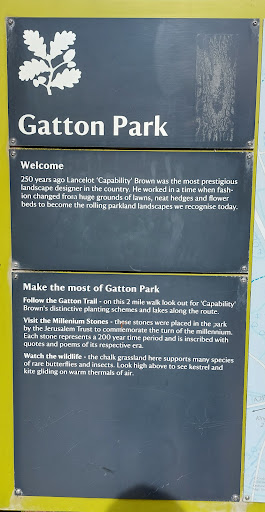 Gatton Park
Welcome
250 years ago Lancelot 'Capability' Brown was the most prestigious
landscape designer in the country. He worked in a time when fash-
ion changed from huge grounds of lawns, neat hedges and flower
beds to become the rolling parkland landscapes we recognise today.
Make the most of Gatton Park
Follow the Gatton Trail - on this 2 mile walk look out for 'Capability'
Brown's distinctive planting schemes and lakes along the route.
Visit the Millenium Stones - these stones were placed in the park
by the Jerusalem Trust to commemorate the turn of the millennium.
Each stone represents a 200 year time period and is inscribed with
quotes and poems of its respective era.
Watch the wildlife - the chalk grassland here supports many species
of rare butterflies and insects. Look high above to see kestrel and
kite gliding on warm thermals of air.